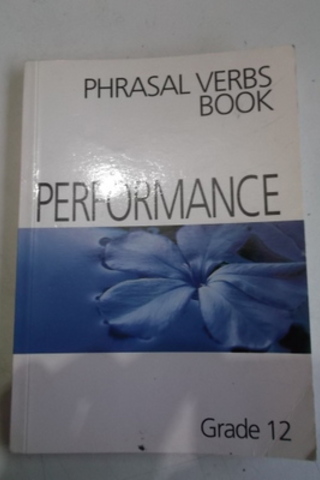 PHRASAL VERBS
BOOK
PERFORMANCE
Grade 12